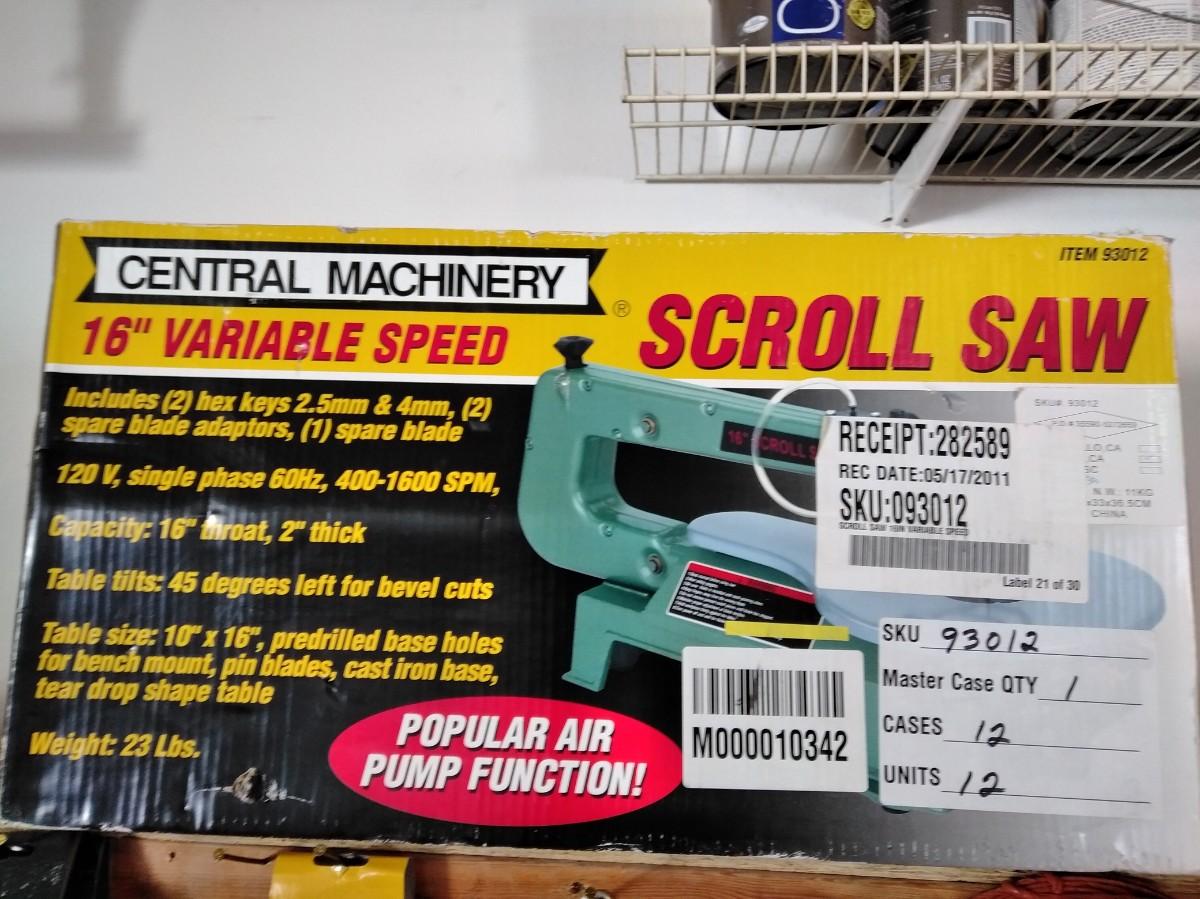 ITEM 93012
CENTRAL MACHINERY
®
16" VARIABLE SPEED
SCROLL SAW
Includes (2) hex keys 2.5mm & 4mm, (2)
spare blade adaptors, (1) spare blade
120 V, single phase 60Hz, 400-1600 SPM,
Capacity: 16" throat, 2" thick
Table tilts: 45 degrees left for bevel cuts
Table size: 10" x 16", predrilled base holes
for bench mount, pin blades, cast iron base,
tear drop shape table
Weight: 23 Lbs.
POPULAR AIR
PUMP FUNCTION!
16" SCROLL S
SKU# 93012
CA
N.W.: 11KG
CHINA
RECEIPT:282589
REC DATE:05/17/2011
SKU:093012
SCROLL SAW 16IN VARIABLE SPEED
Label 21 of 30
M000010342
SKU 93012
Master Case QTY 1
CASES 12
UNITS 12